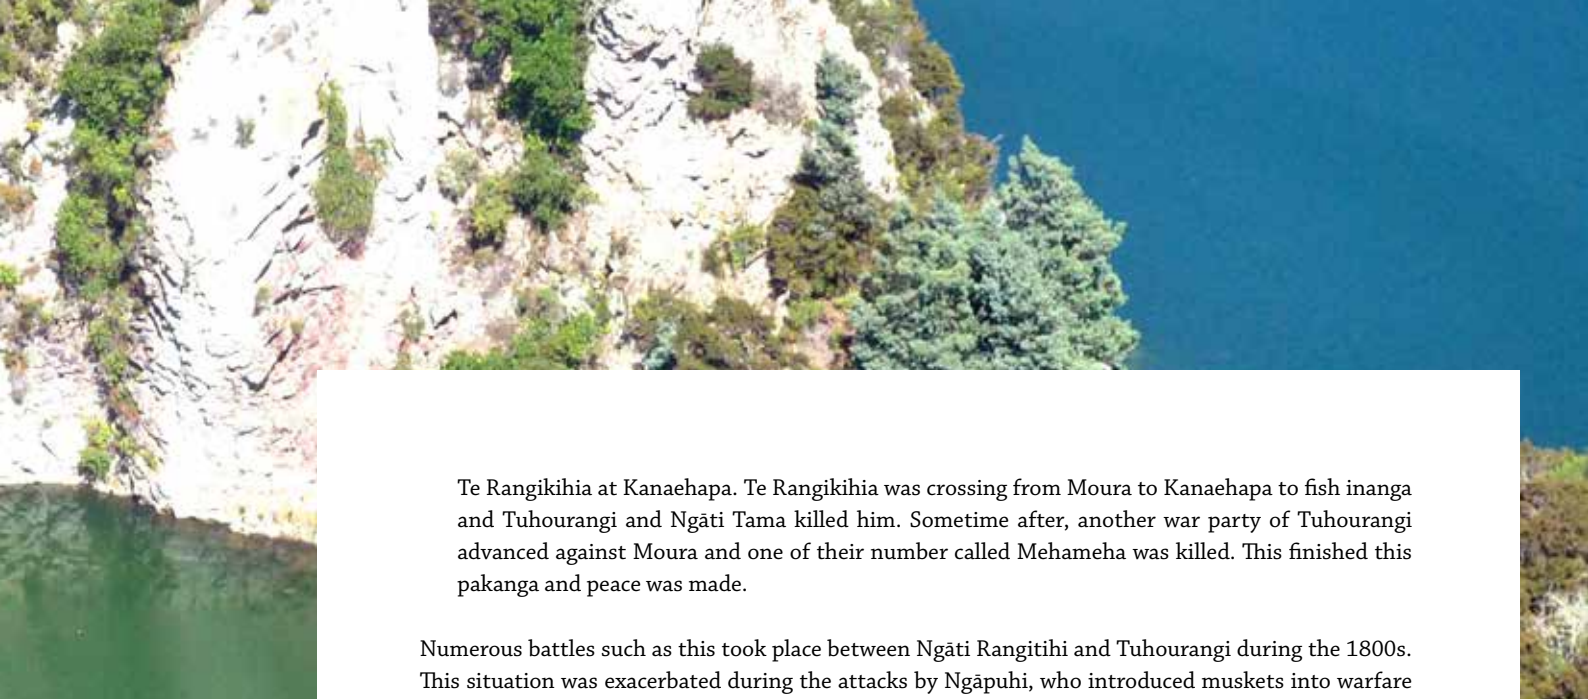 Te Rangikihia at Kanaehapa. Te Rangikihia was crossing from Moura to Kanaehapa to fish inanga
and Tuhourangi and Ngāti Tama killed him. Sometime after, another war party of Tuhourangi
advanced against Moura and one of their number called Mehameha was killed. This finished this
pakanga and peace was made.
Numerous battles such as this took place between Ngāti Rangitihi and Tuhourangi during the 1800s.
This situation was exacerbated during the attacks by Ngāpuhi, who introduced muskets into warfare